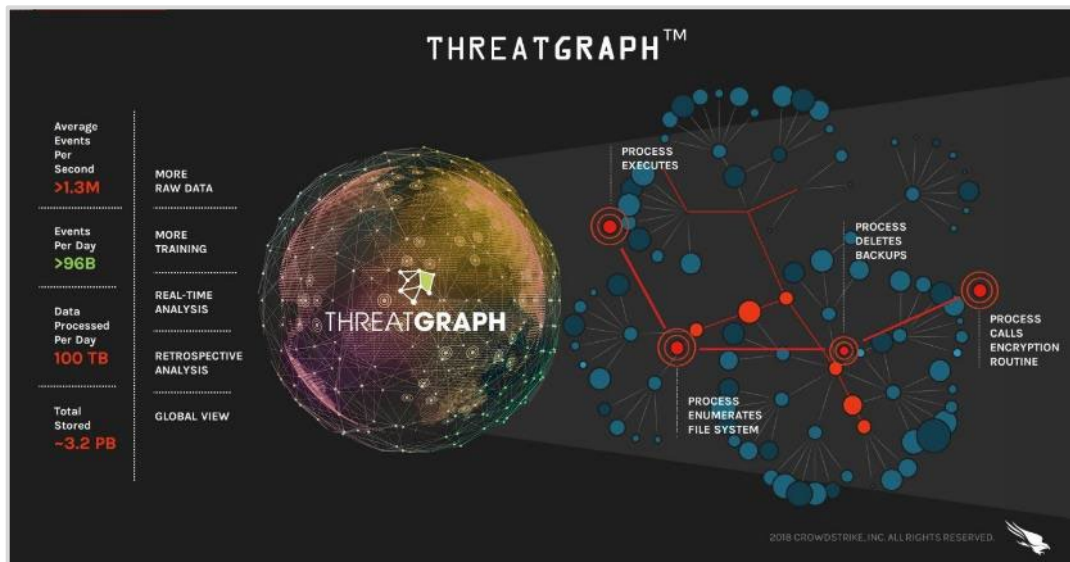 THREATGRAPH™
Average
Events
Per
Second
>1.3M
Events
Per Day
>96B
Data
Processed
Per Day
100 TB
Total
Stored
~3.2 PB
MORE
RAW DATA
MORE
TRAINING
REAL-TIME
ANALYSIS
RETROSPECTIVE
ANALYSIS
GLOBAL VIEW
THREATGRAPH
PROCESS
EXECUTES
PROCESS
ENUMERATES
FILE SYSTEM
PROCESS
DELETES
BACKUPS
PROCESS
CALLS
ENCRYPTION
ROUTINE
2018 CROWDSTRIKE, INC. ALL RIGHTS RESERVED.